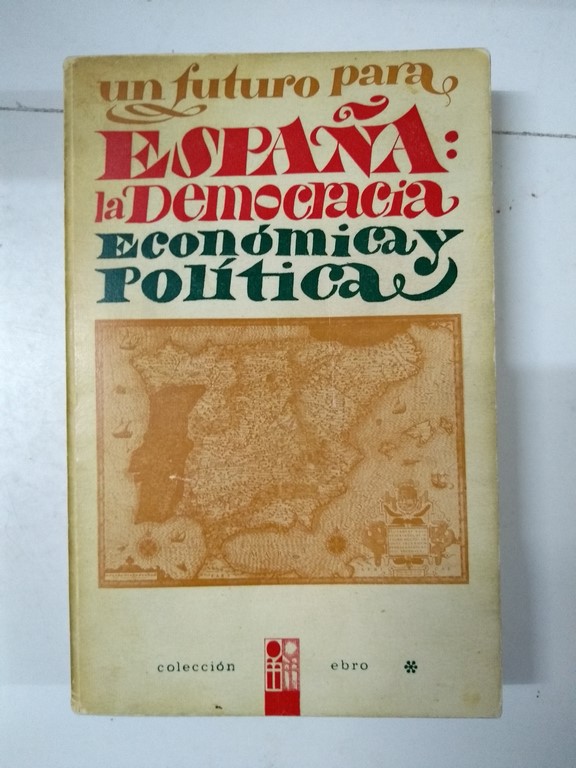 un futuro para
ESPAÑA:
la Democracia
Económica y
Política
colección ebro *